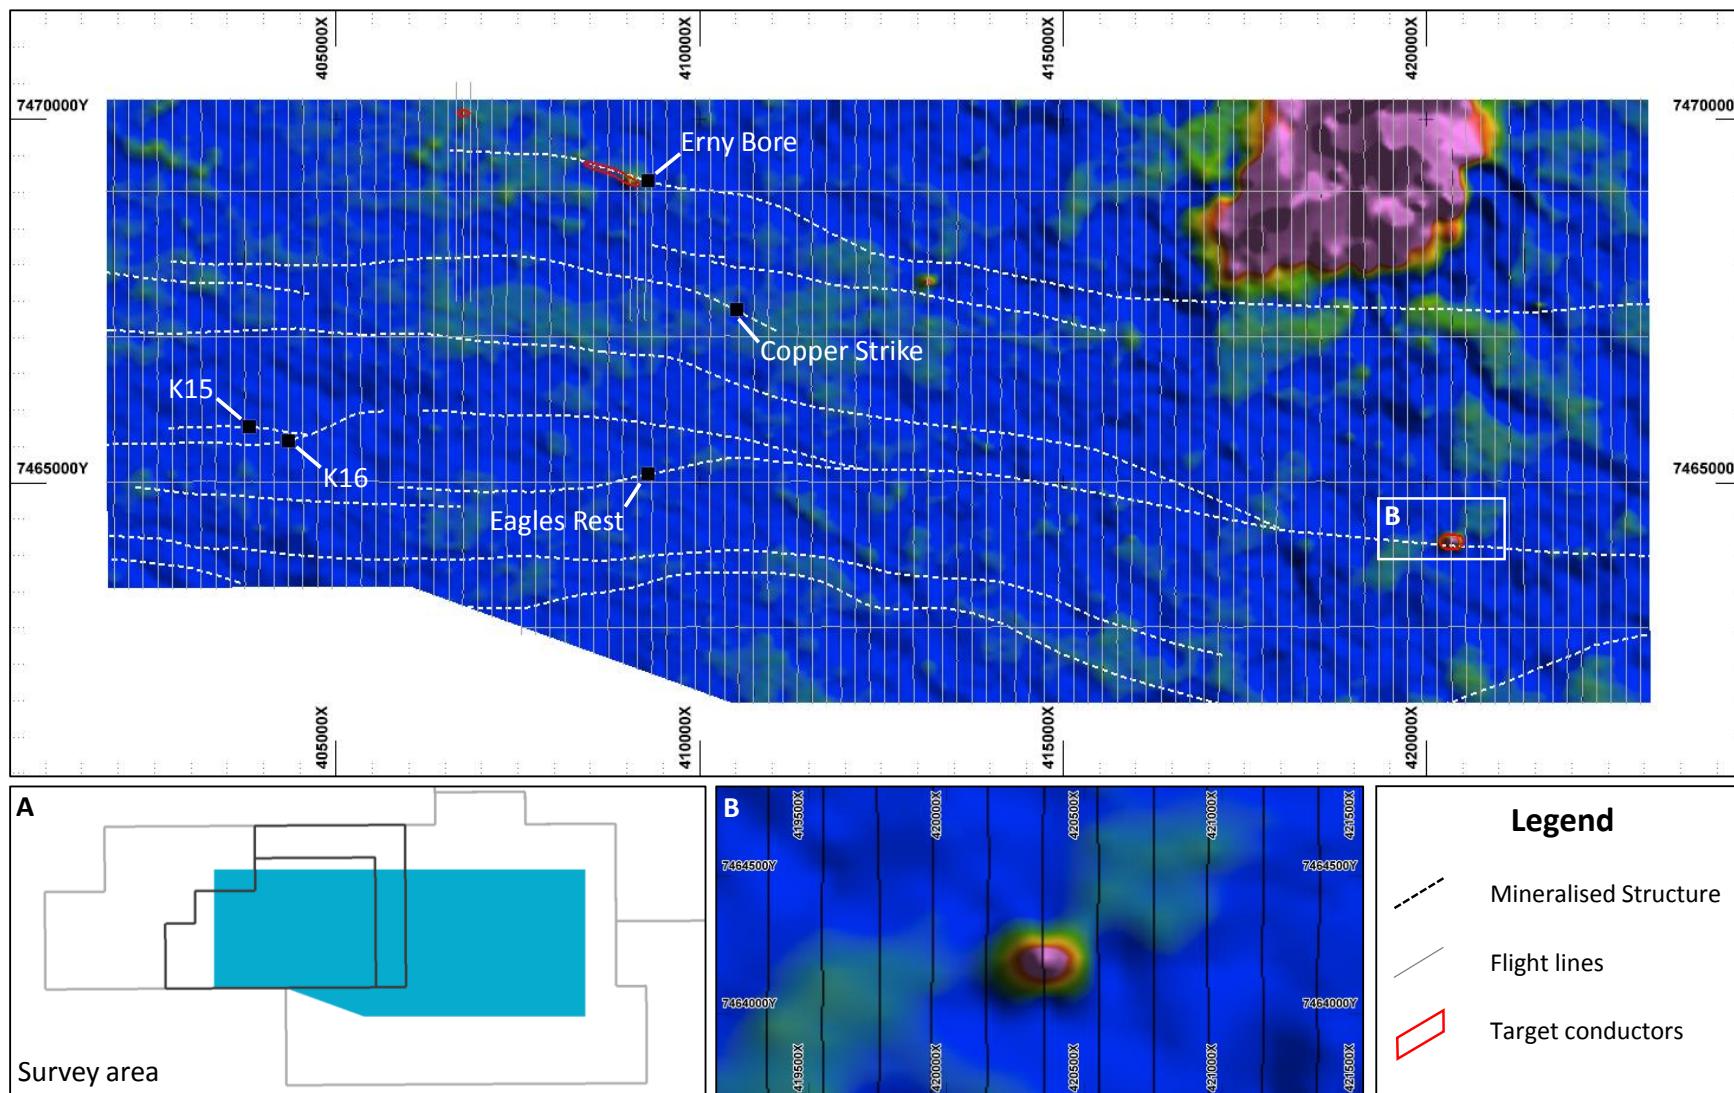 405000X
410000X
415000X
420000X
7470000Y
7470000
Erny Bore
Copper Strike
K15
K16
7465000Y
7465000
Eagles Rest
B
405000X
410000X
415000X
420000X
A
Survey area
B
419500X
420000X
420500X
421000X
421500X
7464500Y
7464500Y
7464000Y
7464000Y
419500X
420000X
420500X
421000X
421500X
Legend
Mineralised Structure
Flight lines
Target conductors